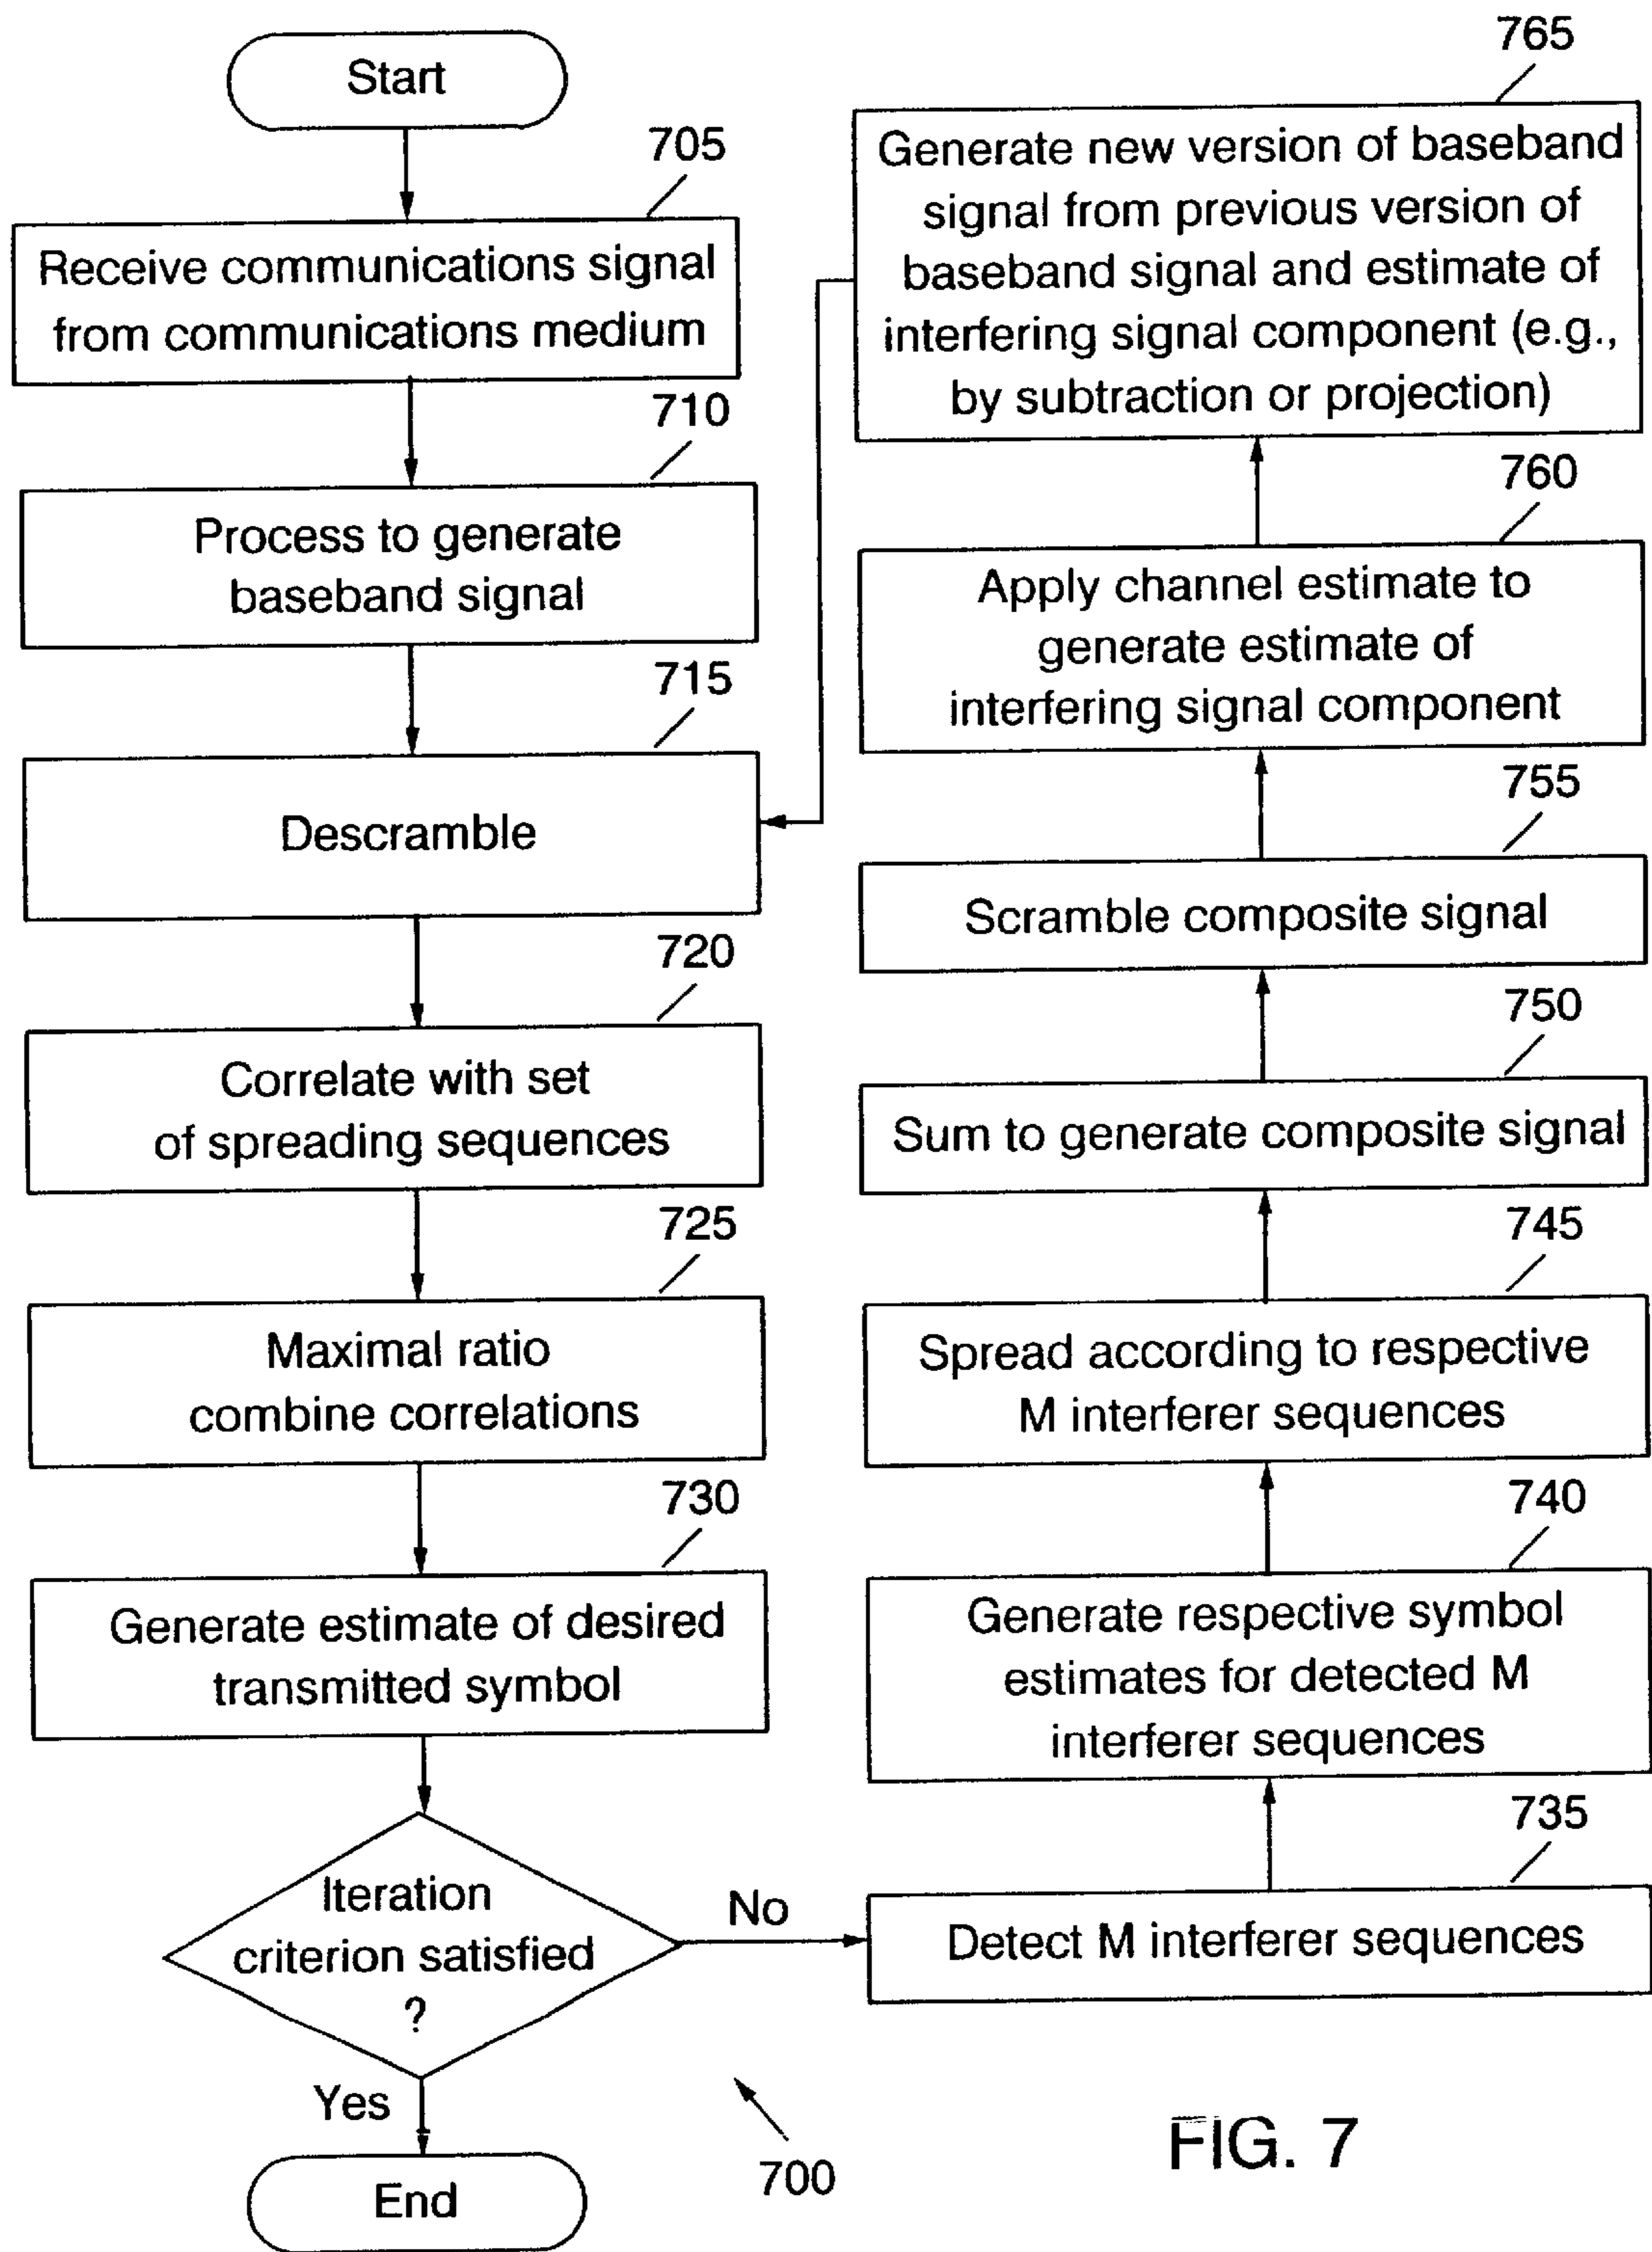 Start
705
Receive communications signal
from communications medium
710
Process to generate
baseband signal
715
Descramble
720
Correlate with set
of spreading sequences
725
Maximal ratio
combine correlations
730
Generate estimate of desired
transmitted symbol
Iteration
criterion satisfied
?
No
Yes
End
735
Detect M interferer sequences
740
Generate respective symbol
estimates for detected M
interferer sequences
745
Spread according to respective
M interferer sequences
750
Sum to generate composite signal
755
Scramble composite signal
760
Apply channel estimate to
generate estimate of
interfering signal component
765
Generate new version of baseband
signal from previous version of
baseband signal and estimate of
interfering signal component (e.g.,
by subtraction or projection)
700
FIG. 7